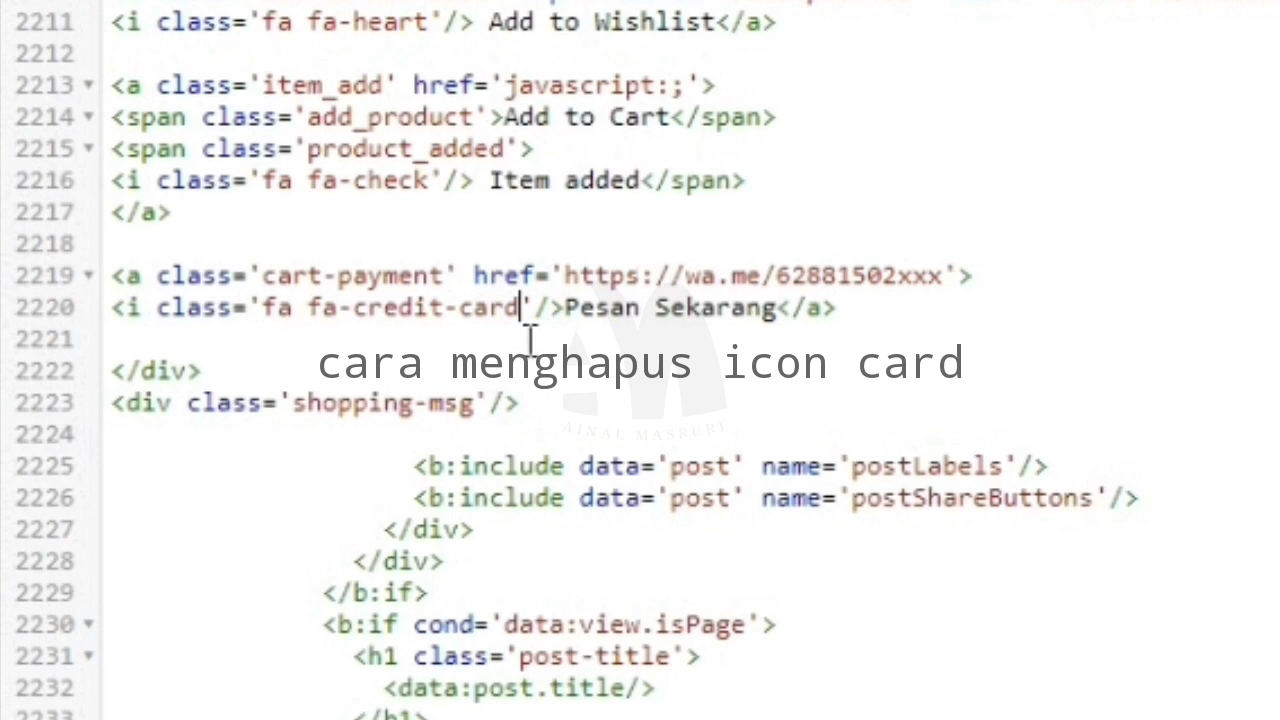 2211 <i class='fa fa-heart'/> Add to Wishlist</a>
2212
2213 <a class='item_add' href='javascript:;'>
2214 <span class='add_product'>Add to Cart</span>
2215 <span class='product_added'>
2216 <i class='fa fa-check'/> Item added</span>
2217 </a>
2218
2219 <a class='cart-payment' href='https://wa.me/62881502xxx'>
2220 <i class='fa fa-credit-card'/>Pesan Sekarang</a>
2221
cara menghapus icon card
2222 </div>
2223 <div class='shopping-msg'/>
AINAL MASRURI
2224
2225 <b:include data='post' name='postLabels'/>
2226 <b:include data='post' name='postShareButtons'/>
2227 </div>
2228 </div>
2229 </b:if>
2230 <b:if cond='data:view.isPage'>
2231 <h1 class='post-title'>
2232 <data:post.title/>
2233 </h1>